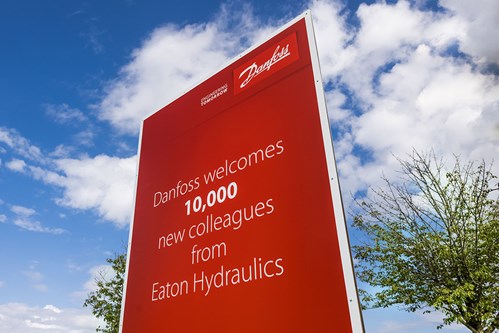 Danfoss
ENGINEERING
TOMORROW
Danfoss welcomes
10,000
new colleagues
from
Eaton Hydraulics